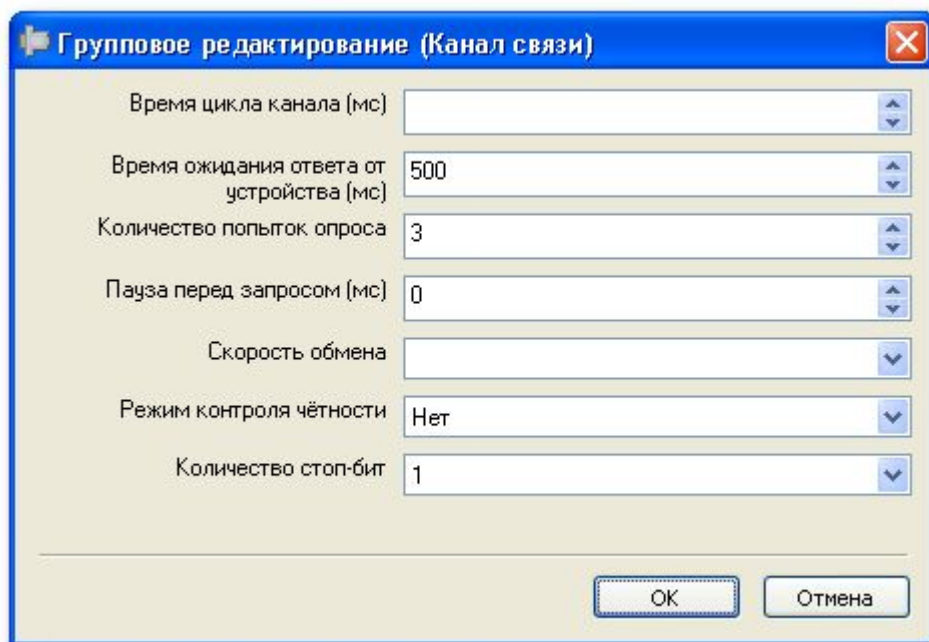 Групповое редактирование (Канал связи)
Время цикла канала (мс)
Время ожидания ответа от
устройства (мс)
500
Количество попыток опроса
3
Пауза перед запросом (мс)
0
Скорость обмена
Режим контроля чётности
Нет
Количество стоп-бит
1
ОК
Отмена